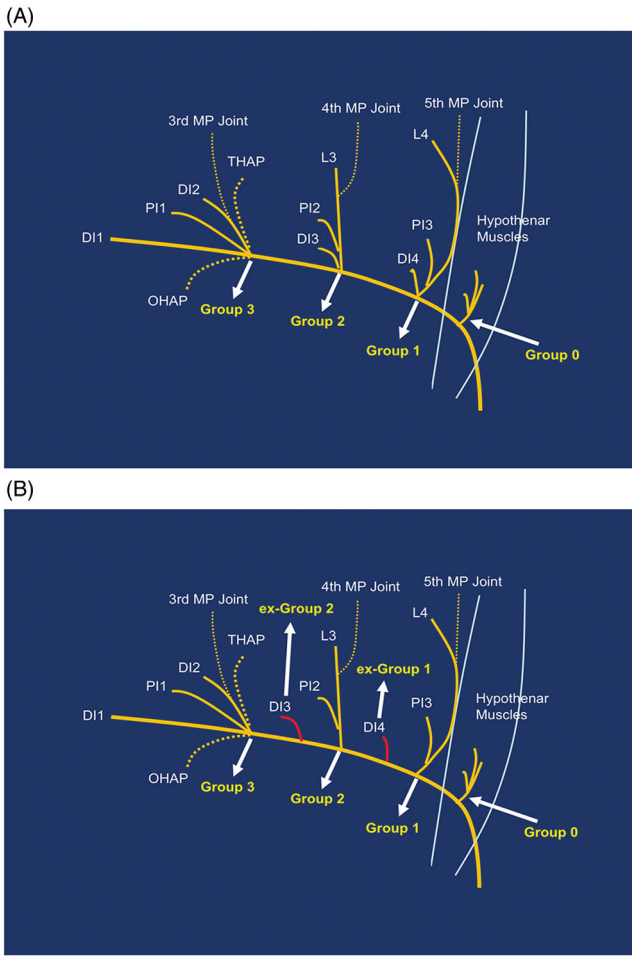 (A)
5th MP Joint
4th MP Joint
3rd MP Joint
L4
THAP
L3
DI2
PI1
PI2
Hypothenar
Muscles
PI3
DI1
DI3
DI4
OHAP
Group 3
Group 2
Group 1
Group 0
(B)
5th MP Joint
4th MP Joint
3rd MP Joint
ex-Group 2
L4
THAP
L3
ex-Group 1
DI2
PI1
PI2
Hypothenar
Muscles
PI3
DI3
DI1
DI4
OHAP
Group 3
Group 2
Group 1
Group 0